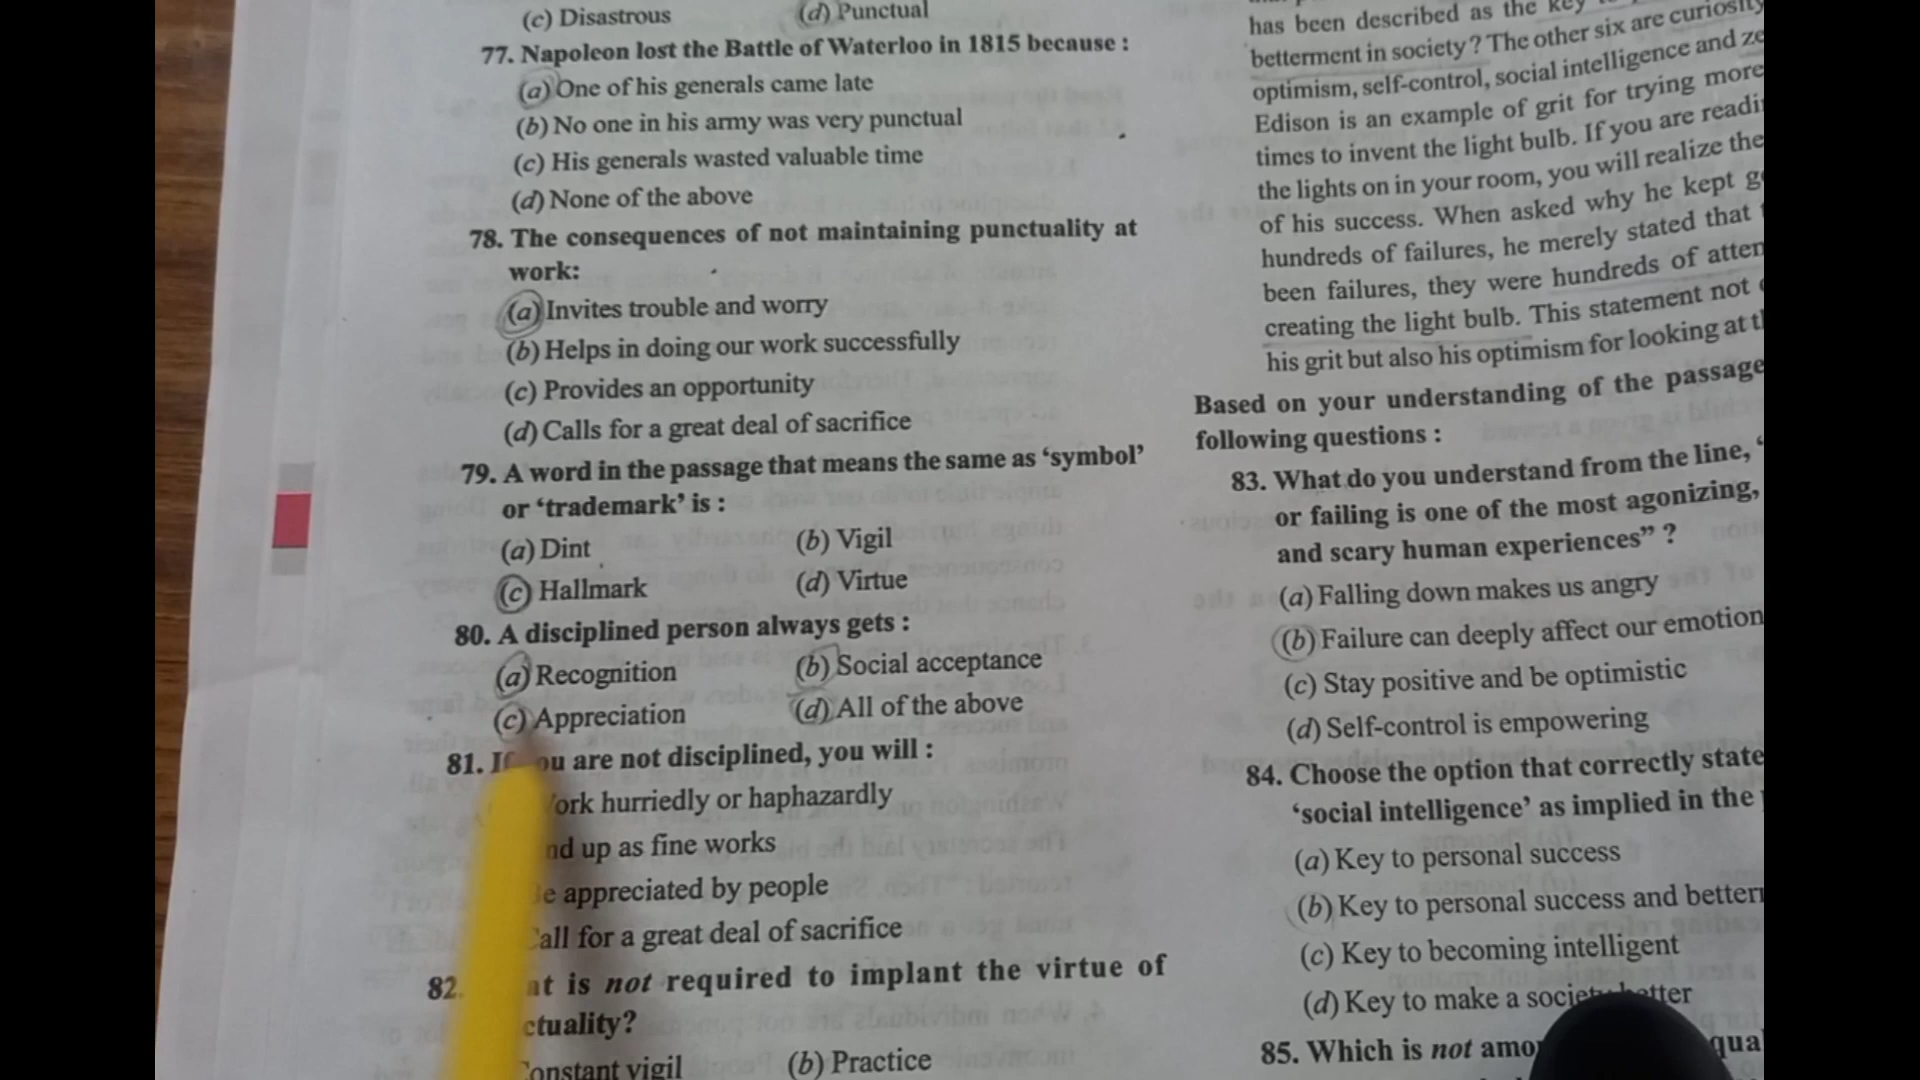 (c) Disastrous (d) Punctual
77. Napoleon lost the Battle of Waterloo in 1815 because :
(a) One of his generals came late
(b) No one in his army was very punctual
(c) His generals wasted valuable time
(d) None of the above
78. The consequences of not maintaining punctuality at
work:
(a) Invites trouble and worry
(b) Helps in doing our work successfully
(c) Provides an opportunity
(d) Calls for a great deal of sacrifice
79. A word in the passage that means the same as ‘symbol’
or ‘trademark’ is :
(a) Dint (b) Vigil
(c) Hallmark (d) Virtue
80. A disciplined person always gets :
(a) Recognition (b) Social acceptance
(c) Appreciation (d) All of the above
81. are not disciplined, you will :
hurriedly or haphazardly
up as fine works
appreciated by people
for a great deal of sacrifice
82. is not required to implant the virtue of
(b) Practice
has been described as the key
betterment in society ? The other six are curiosity
optimism, self-control, social intelligence and
Edison is an example of grit for trying more
times to invent the light bulb. If you are
the lights on in your room, you will realize the
of his success. When asked why he kept
hundreds of failures, he merely stated that
been failures, they were hundreds of
creating the light bulb. This statement not
his grit but also his optimism for looking at
Based on your understanding of the passage
following questions :
83. What do you understand from the line, “
or failing is one of the most agonizing,
and scary human experiences” ?
(a) Falling down makes us angry
(b) Failure can deeply affect our emotion
(c) Stay positive and be optimistic
(d) Self-control is empowering
84. Choose the option that correctly state
‘social intelligence’ as implied in the
(a) Key to personal success
(b) Key to personal success and
(c) Key to becoming intelligent
(d) Key to make a society better
85. Which is not